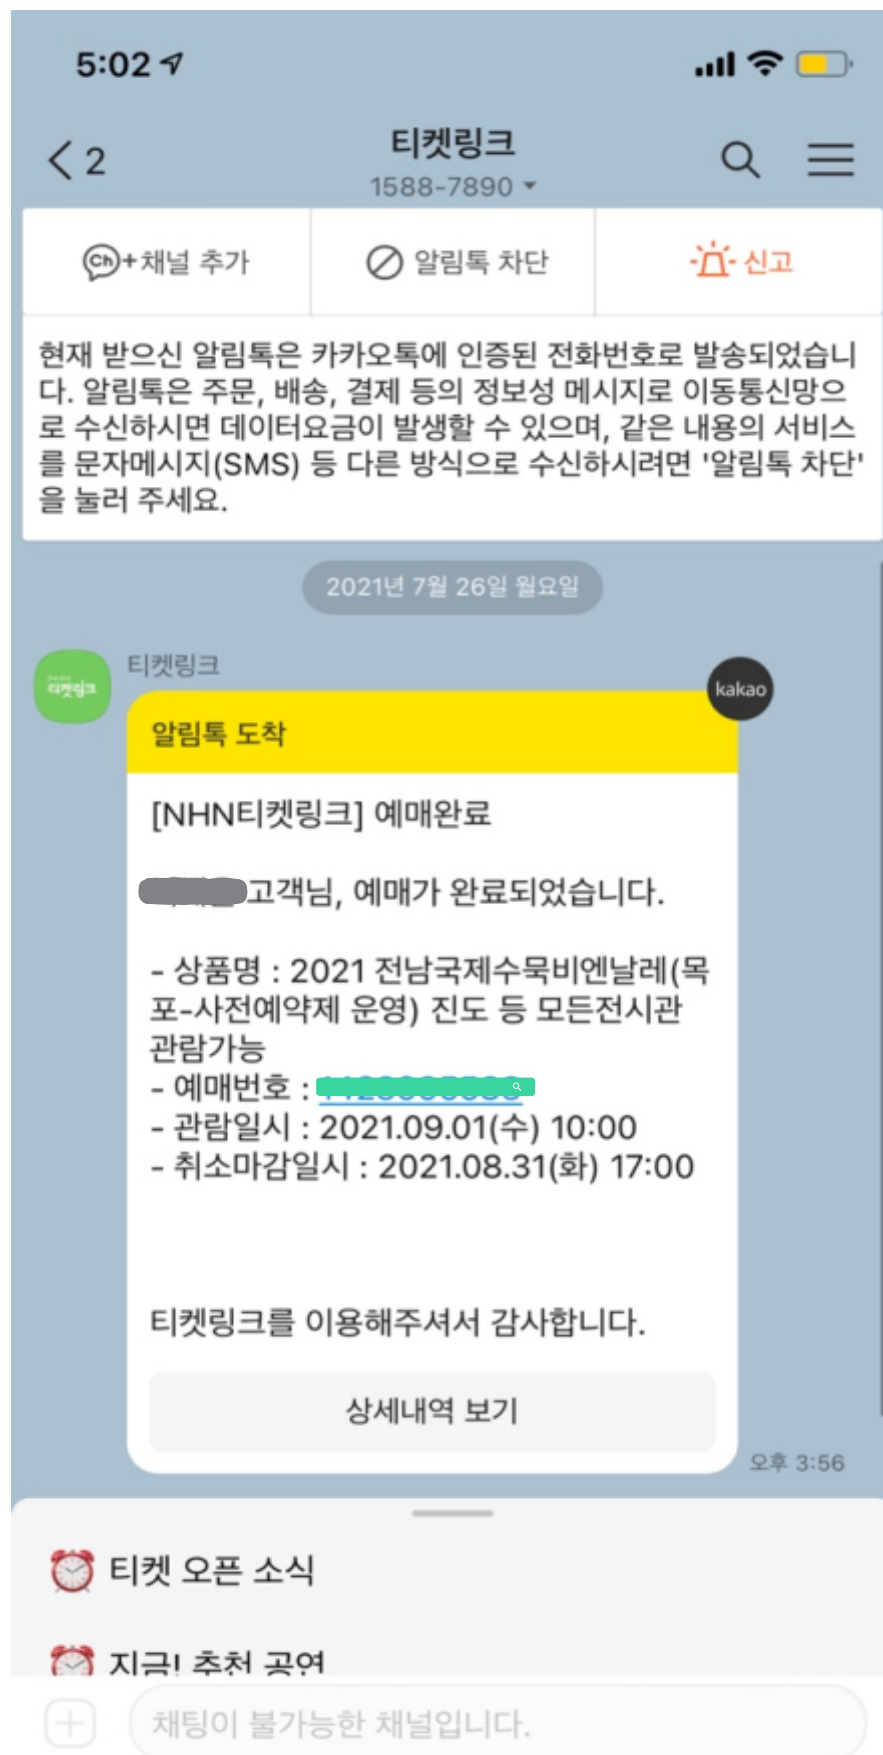 5:02
2
티켓링크
1588-7890
Ch+채널 추가
알림톡 차단
신고
현재 받으신 알림톡은 카카오톡에 인증된 전화번호로 발송되었습니
다. 알림톡은 주문, 배송, 결제 등의 정보성 메시지로 이동통신망으
로 수신하시면 데이터요금이 발생할 수 있으며, 같은 내용의 서비스
를 문자메시지(SMS) 등 다른 방식으로 수신하시려면 '알림톡 차단'
을 눌러 주세요.
2021년 7월 26일 월요일
티켓링크
티켓링크
kakao
알림톡 도착
[NHN티켓링크] 예매완료
고객님, 예매가 완료되었습니다.
- 상품명 : 2021 전남국제수묵비엔날레(목
포-사전예약제 운영) 진도 등 모든전시관
관람가능
- 예매번호 :
- 관람일시 : 2021.09.01(수) 10:00
- 취소마감일시 : 2021.08.31(화) 17:00
티켓링크를 이용해주셔서 감사합니다.
상세내역 보기
오후 3:56
티켓 오픈 소식
지금! 추천 공연
채팅이 불가능한 채널입니다.